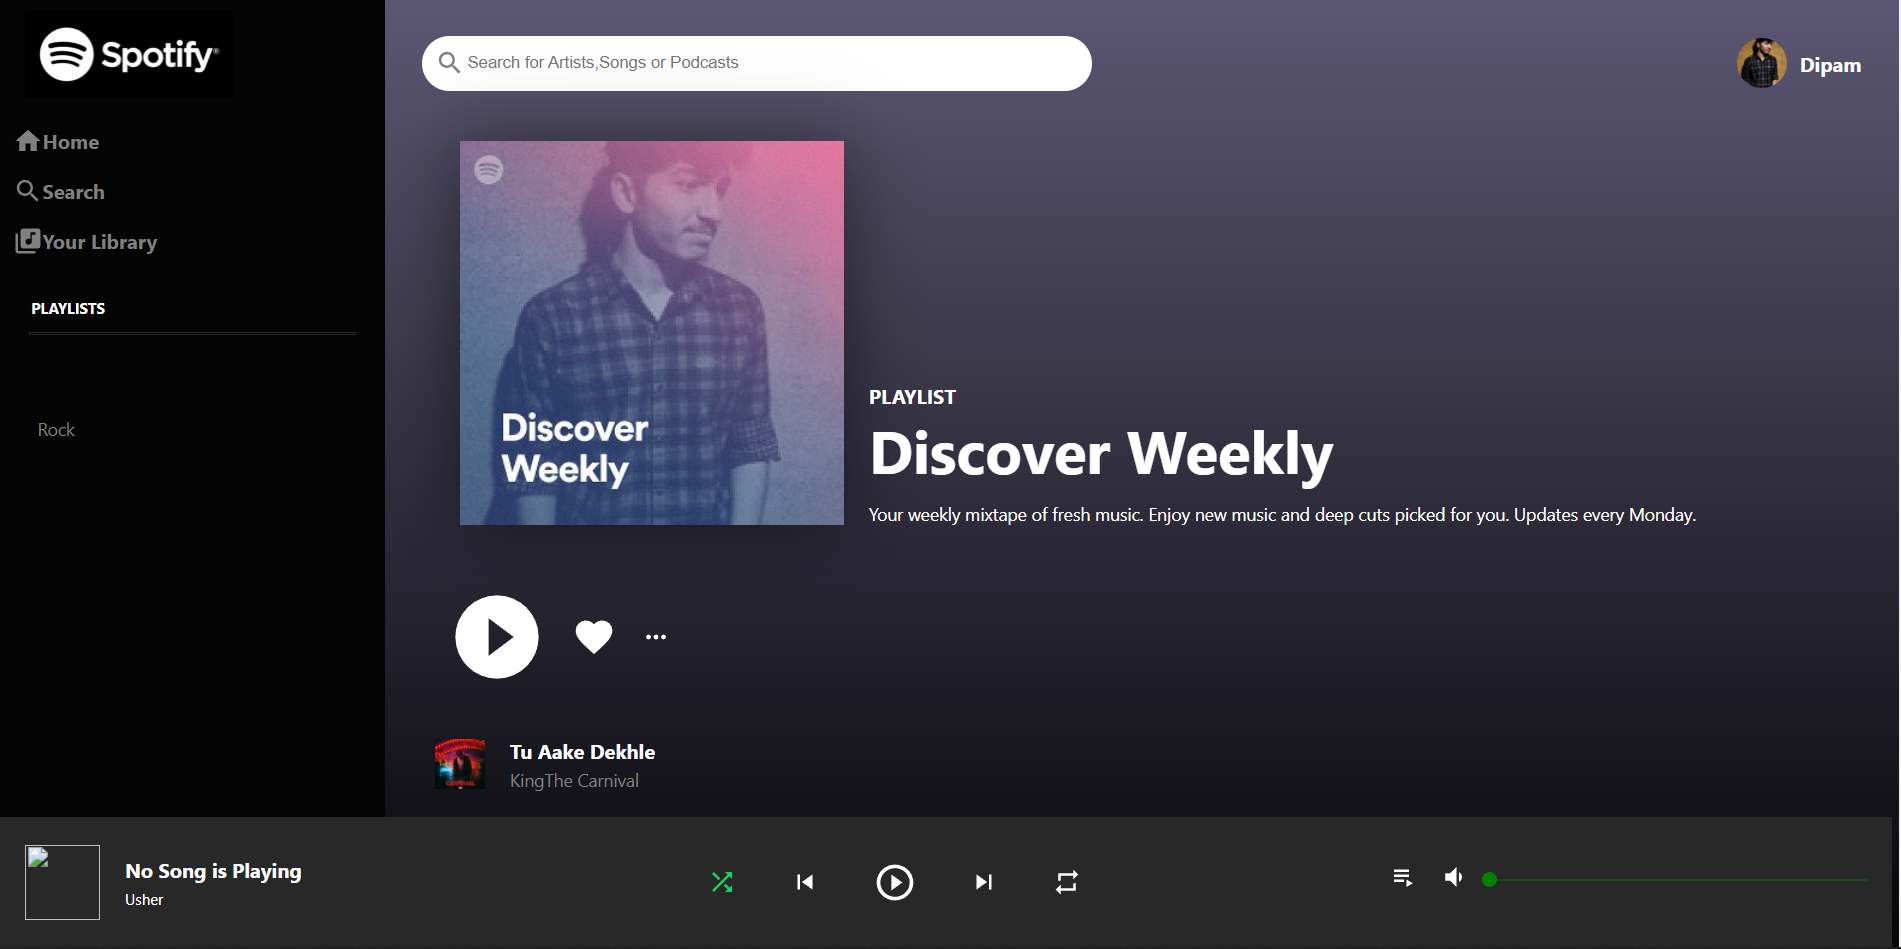 Spotify®
Home
Search
Your Library
PLAYLISTS
Rock
Search for Artists,Songs or Podcasts
Dipam
Discover
Weekly
PLAYLIST
Discover Weekly
Your weekly mixtape of fresh music. Enjoy new music and deep cuts picked for you. Updates every Monday.
CARNIVAL
Tu Aake Dekhle
KingThe Carnival
No Song is Playing
Usher